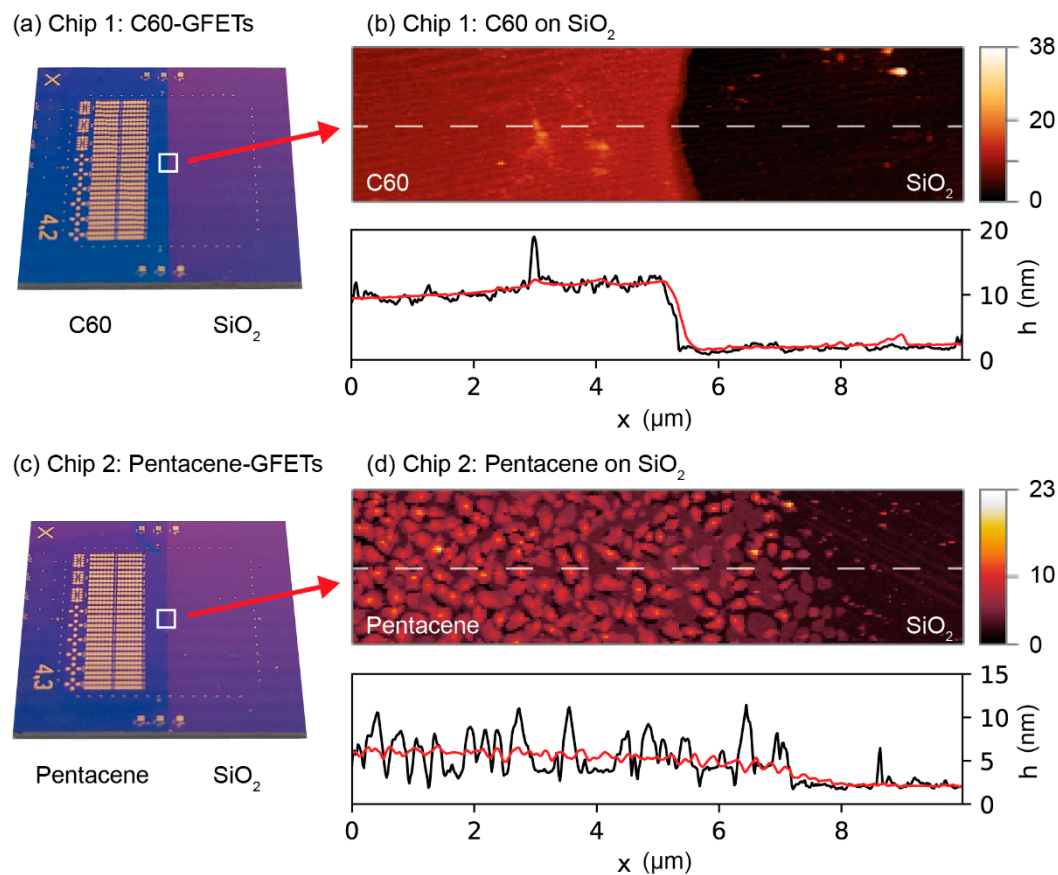 (a) Chip 1: C60-GFETs
X
4,2
C60 SiO₂
(b) Chip 1: C60 on SiO₂
C60 SiO₂
38
20
0
20
10
0
h (nm)
0 2 4 6 8
x (µm)
(c) Chip 2: Pentacene-GFETs
X
4,3
Pentacene SiO₂
(d) Chip 2: Pentacene on SiO₂
Pentacene SiO₂
23
10
0
15
10
5
0
h (nm)
0 2 4 6 8
x (µm)